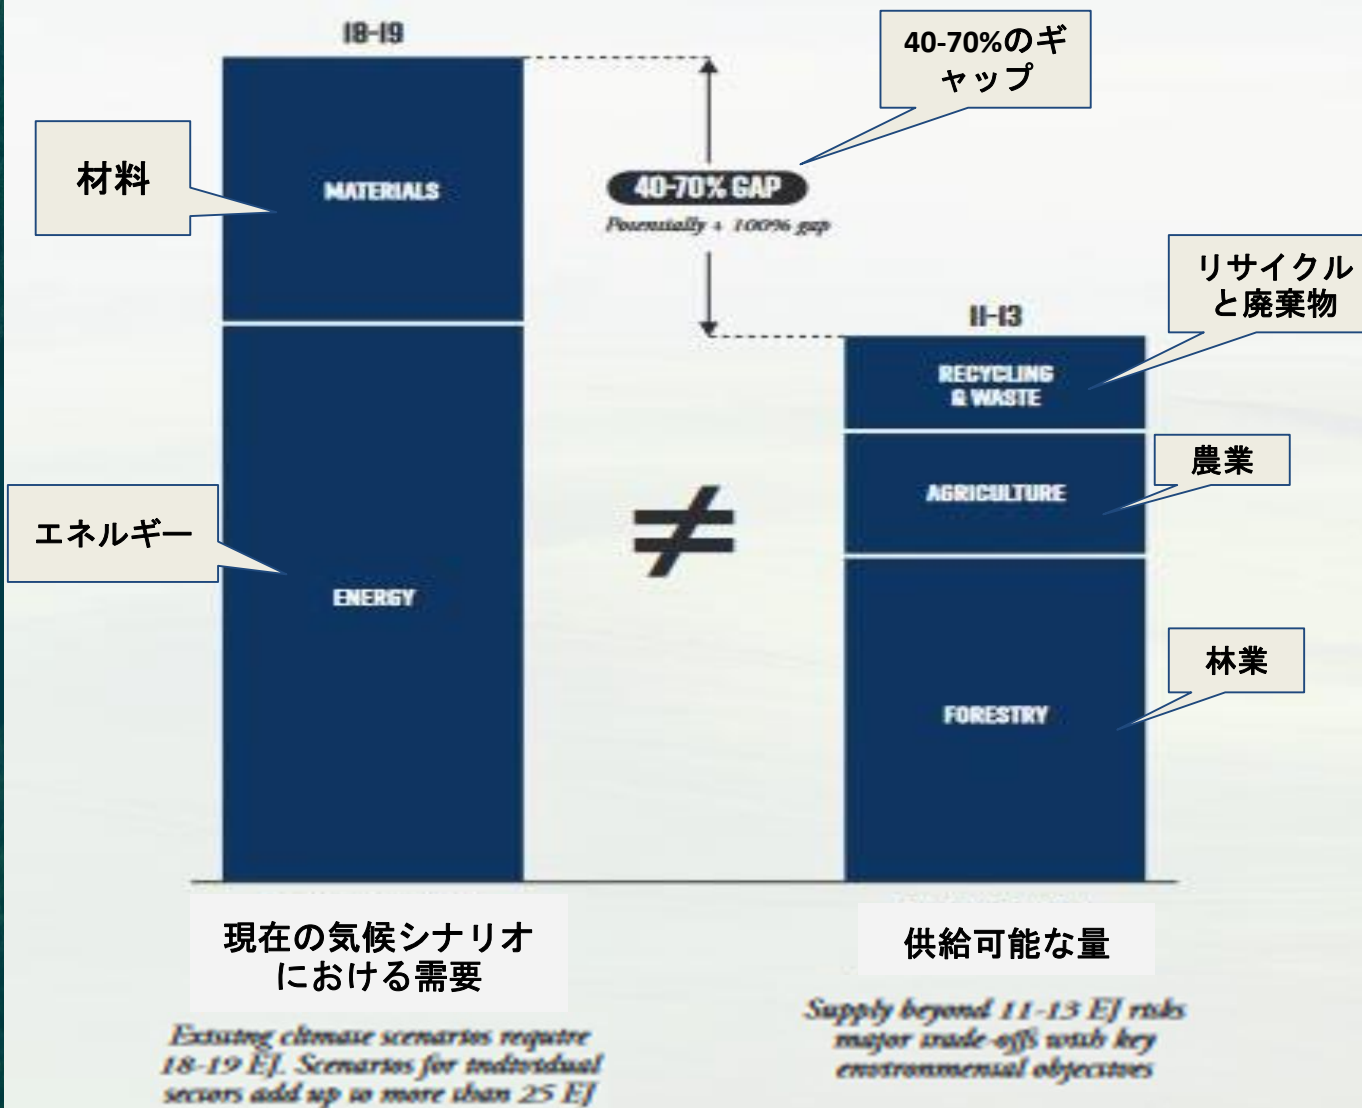 18-19
40-70%のギ
ャップ
材料
MATERIALS
40-70% GAP
Potentially + 100% gap
リサイクル
と廃棄物
11-13
RECYCLING
& WASTE
農業
AGRICULTURE
エネルギー
ENERGY
≠
林業
FORESTRY
現在の気候シナリオ
における需要
供給可能な量
Existing climate scenarios require
18-19 EJ. Scenarios for individual
sectors add up to more than 25 EJ
Supply beyond 11-13 EJ risks
major trade-offs with key
environmental objectives